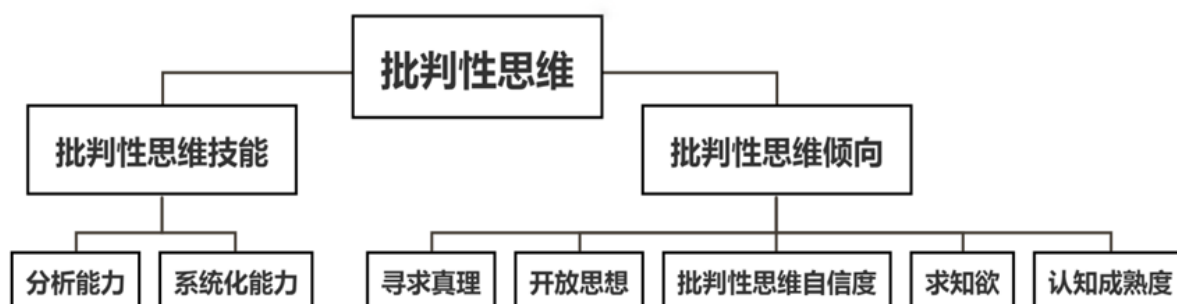 批判性思维
批判性思维技能
批判性思维倾向
分析能力
系统化能力
寻求真理
开放思想
批判性思维自信度
求知欲
认知成熟度